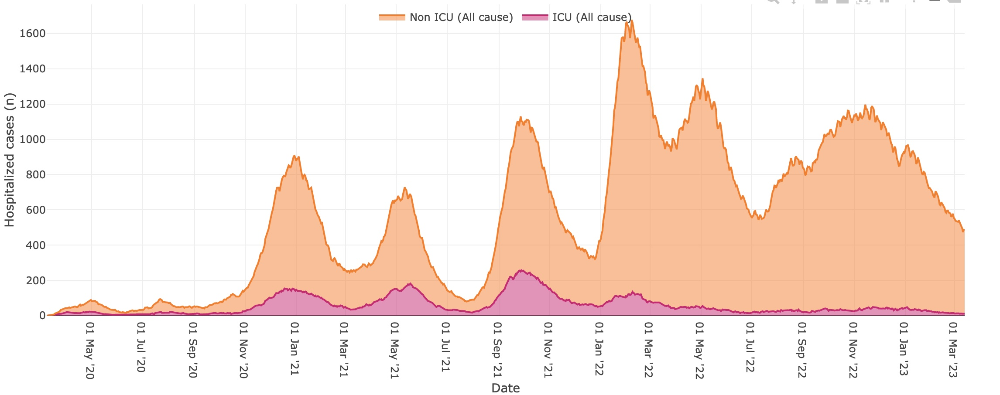 Non ICU (All cause) ICU (All cause)
Hospitalized cases (n)
1600
1400
1200
1000
800
600
400
200
0
01 May '20
01 Jul '20
01 Sep '20
01 Nov '20
01 Jan '21
01 Mar '21
01 May '21
01 Jul '21
01 Sep '21
01 Nov '21
01 Jan '22
01 Mar '22
01 May '22
01 Jul '22
01 Sep '22
01 Nov '22
01 Jan '23
01 Mar '23
Date